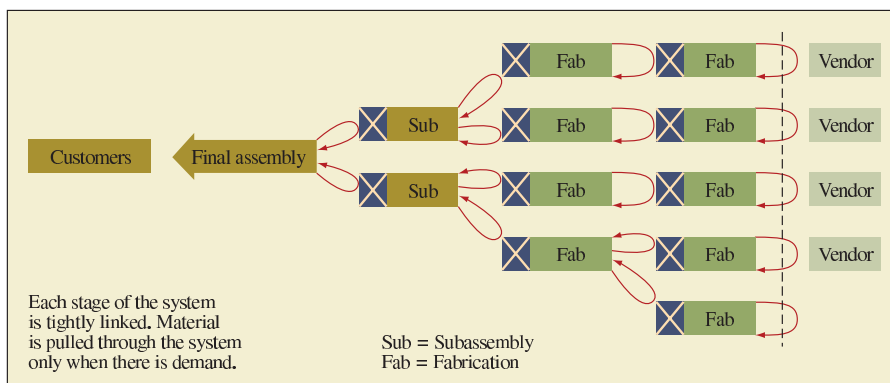 Fab Fab Vendor
Sub Fab Fab Vendor
Customers Final assembly
Sub Fab Fab Vendor
Fab Fab Vendor
Each stage of the system
is tightly linked. Material
is pulled through the system
only when there is demand.
Fab
Sub = Subassembly
Fab = Fabrication